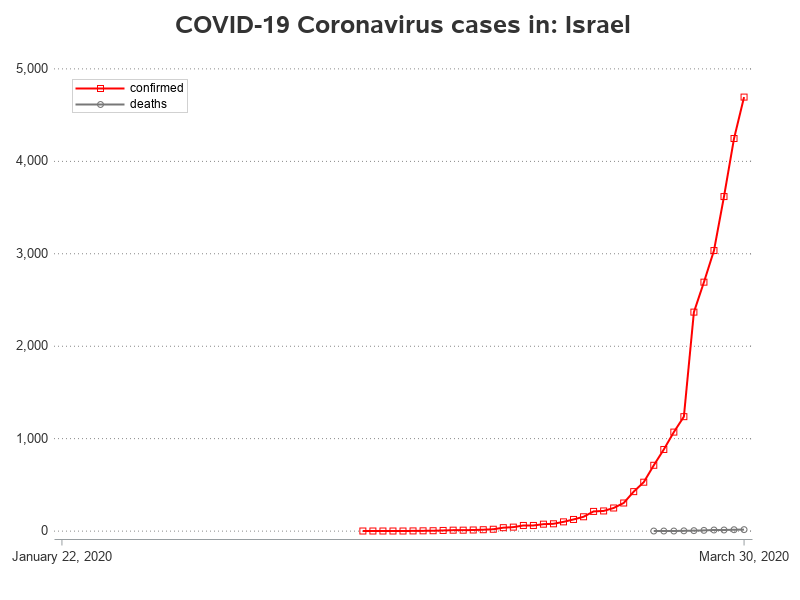 COVID-19 Coronavirus cases in: Israel
5,000
confirmed
deaths
4,000
3,000
2,000
1,000
0
January 22, 2020
March 30, 2020